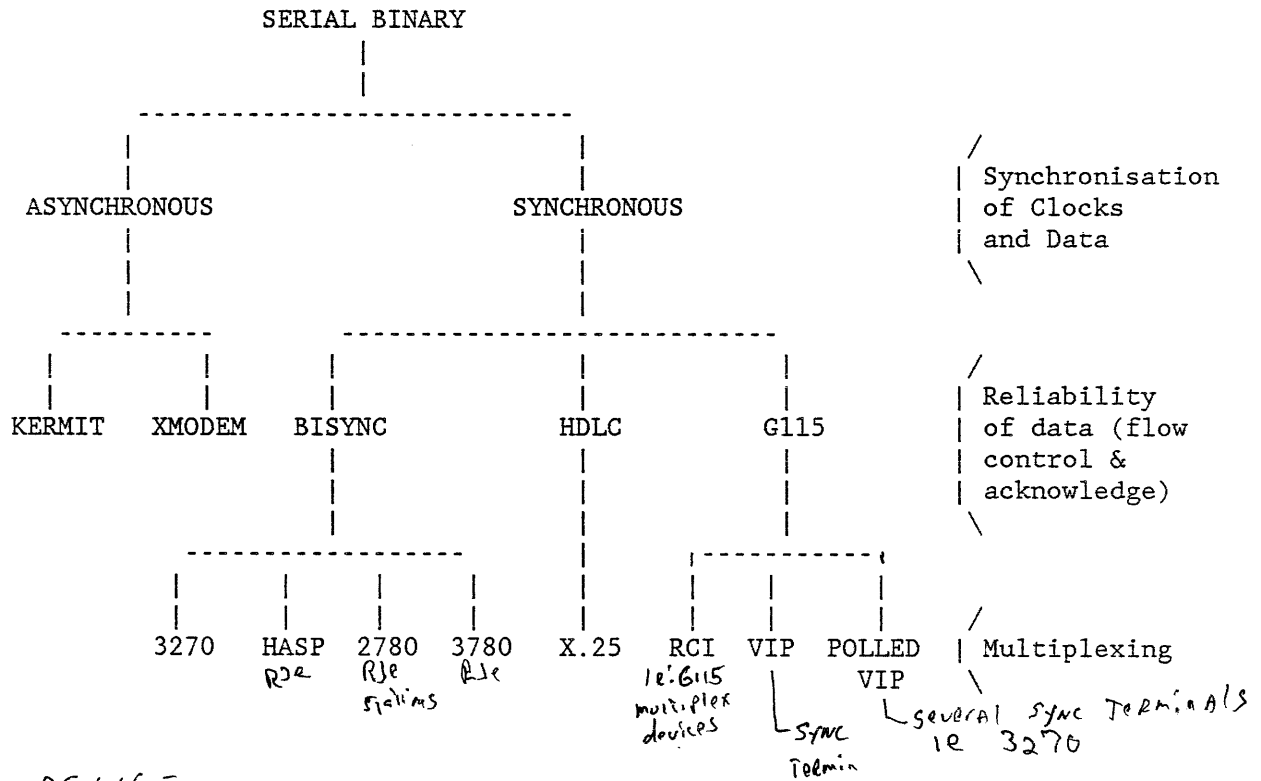 SERIAL BINARY
ASYNCHRONOUS SYNCHRONOUS
Synchronisation
of Clocks
and Data
KERMIT XMODEM BISYNC HDLC G115
Reliability
of data (flow
control &
acknowledge)
3270 HASP 2780 3780 X.25 RCI VIP POLLED
VIP
Multiplexing
RJe RJe RJe
stations
ie: G115
multiplex
devices
SYNC
Termin
several SYNC TeRminAlS
ie 3270